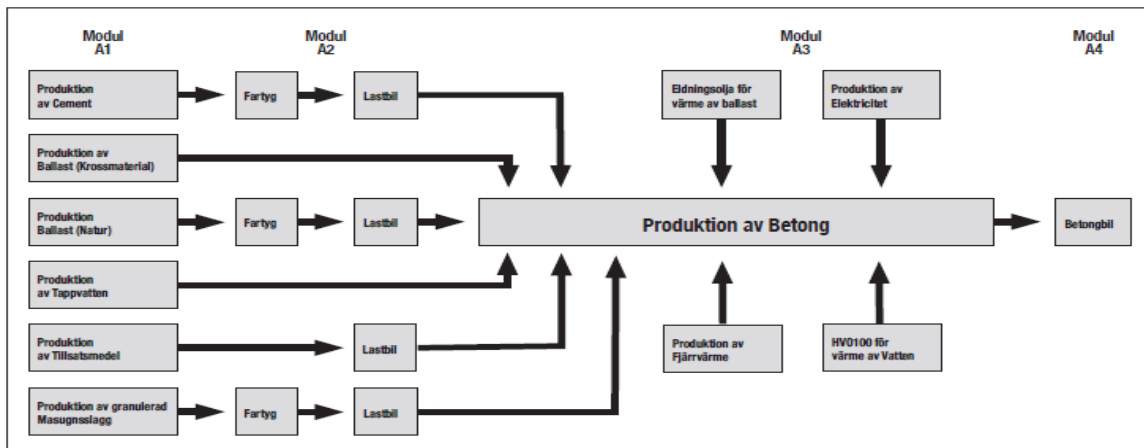 Modul
A1
Modul
A2
Modul
A3
Modul
A4
Produktion
av Cement
Fartyg
Lastbil
Eldningsolja för
värme av ballast
Produktion av
Elektricitet
Produktion av
Ballast (Krossmaterial)
Produktion
Ballast (Natur)
Fartyg
Lastbil
Produktion av Betong
Betongbil
Produktion
av Tappvatten
Produktion
av Tillsatsmedel
Lastbil
Produktion av
Fjärrvärme
HVO100 för
värme av Vatten
Produktion av granulerad
Masugnsslagg
Fartyg
Lastbil